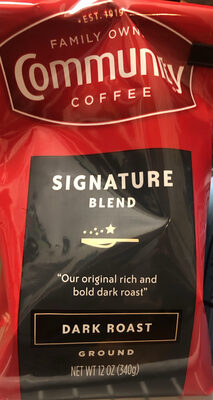 EST. 1919
FAMILY OWNED
Community
COFFEE
SIGNATURE
BLEND
"Our original rich and
bold dark roast"
DARK ROAST
GROUND
NET WT 12 OZ (340g)